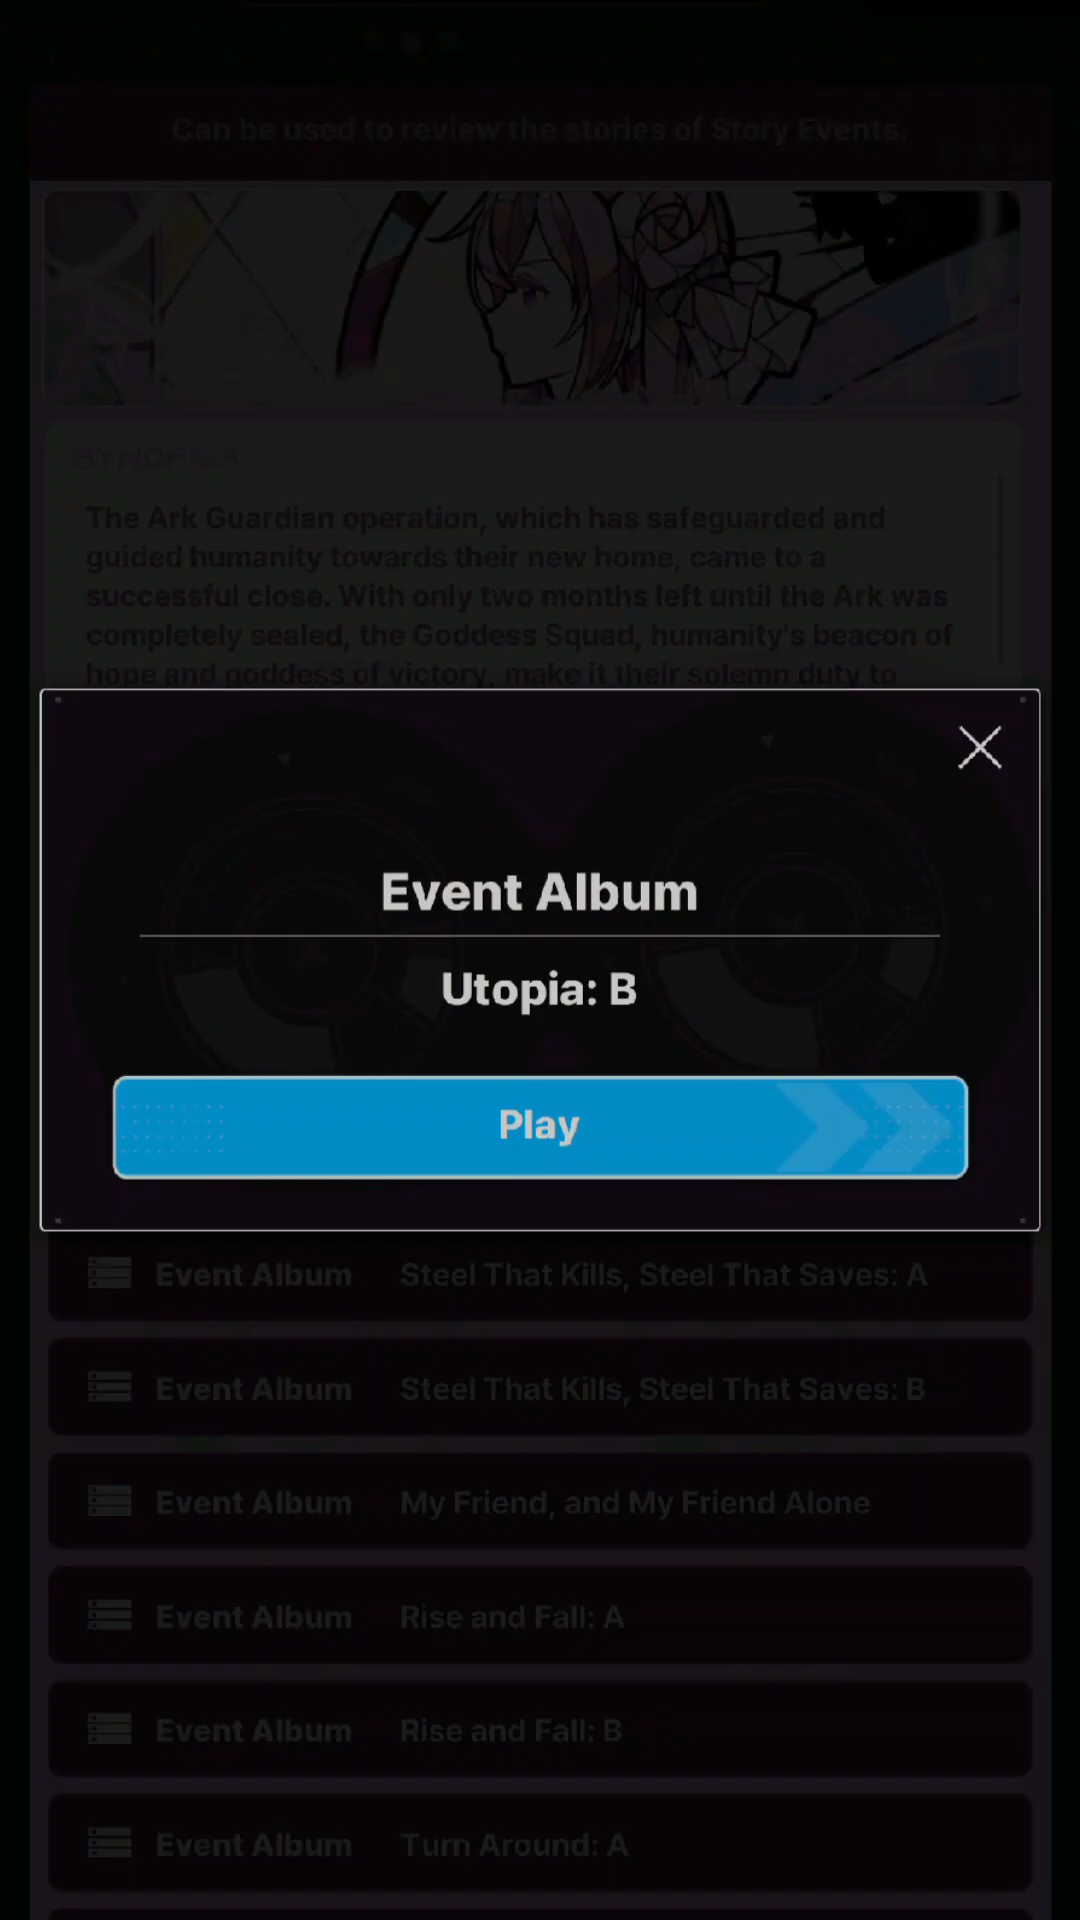 Can be used to review the stories of Story Events.
SYNOPSIS
The Ark Guardian operation, which has safeguarded and
guided humanity towards their new home, came to a
successful close. With only two months left until the Ark was
completely sealed, the Goddess Squad, humanity's beacon of
hope and goddess of victory, make it their solemn duty to
Event Album
Utopia: B
Play
Event Album Steel That Kills, Steel That Saves: A
Event Album Steel That Kills, Steel That Saves: B
Event Album My Friend, and My Friend Alone
Event Album Rise and Fall: A
Event Album Rise and Fall: B
Event Album Turn Around: A